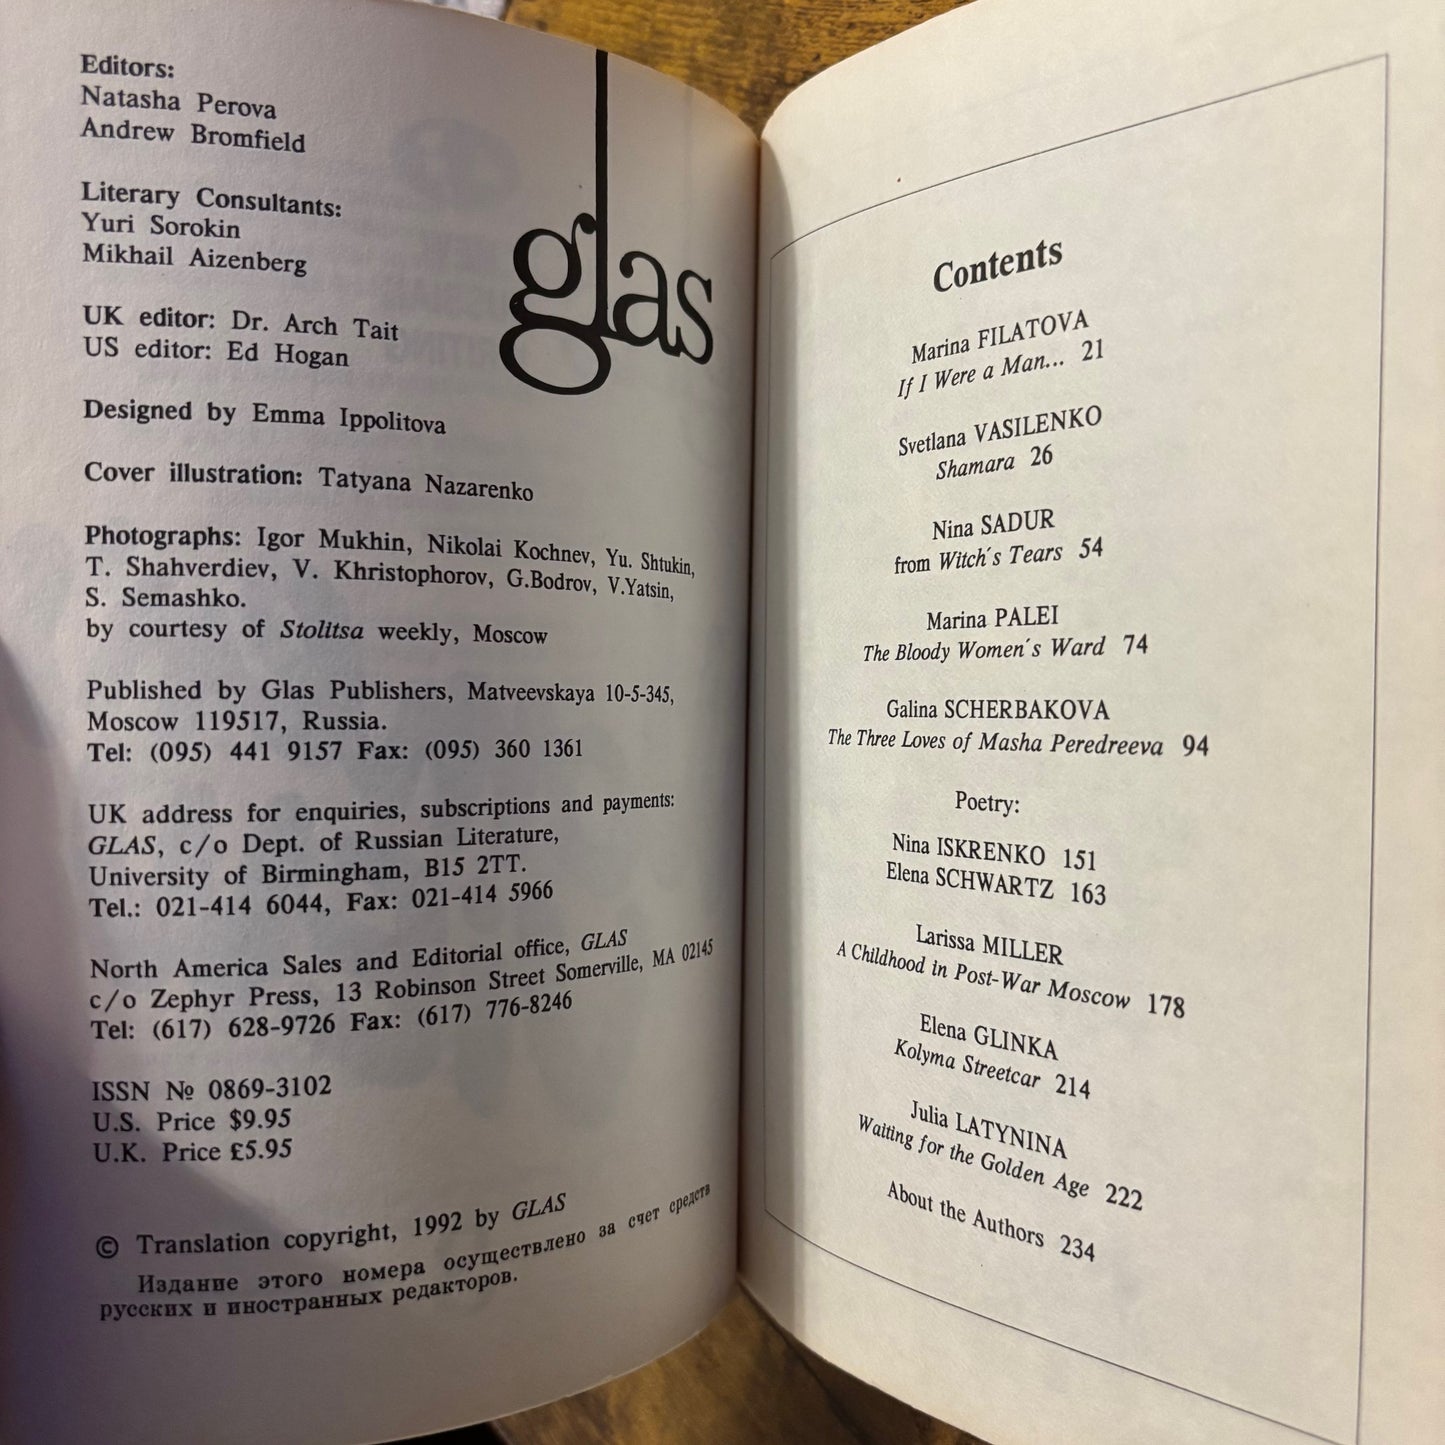 Editors:
Natasha Perova
Andrew Bromfield
Literary Consultants:
Yuri Sorokin
Mikhail Aizenberg
UK editor: Dr. Arch Tait
US editor: Ed Hogan
Designed by Emma Ippolitova
Cover illustration: Tatyana Nazarenko
Photographs: Igor Mukhin, Nikolai Kochnev, Yu. Shtukin,
T. Shahverdiev, V. Khristophorov, G.Bodrov, V.Yatsin,
S. Semashko.
by courtesy of Stolitsa weekly, Moscow
Published by Glas Publishers, Matveevskaya 10-5-345,
Moscow 119517, Russia.
Tel: (095) 441 9157 Fax: (095) 360 1361
UK address for enquiries, subscriptions and payments:
GLAS, c/o Dept. of Russian Literature,
University of Birmingham, B15 2TT.
Tel.: 021-414 6044, Fax: 021-414 5966
North America Sales and Editorial office, GLAS
c/o Zephyr Press, 13 Robinson Street Somerville, MA 02145
Tel: (617) 628-9726 Fax: (617) 776-8246
ISSN № 0869-3102
U.S. Price $9.95
U.K. Price £5.95
© Translation copyright, 1992 by GLAS
Издание этого номера осуществлено за счет средств
русских и иностранных редакторов.
glas
Contents
Marina FILATOVA
If I Were a Man... 21
Svetlana VASILENKO
Shamara 26
Nina SADUR
from Witch´s Tears 54
Marina PALEI
The Bloody Women´s Ward 74
Galina SCHERBAKOVA
The Three Loves of Masha Peredreeva 94
Poetry:
Nina ISKRENKO 151
Elena SCHWARTZ 163
Larissa MILLER
A Childhood in Post-War Moscow 178
Elena GLINKA
Kolyma Streetcar 214
Julia LATYNINA
Waiting for the Golden Age 222
About the Authors 234